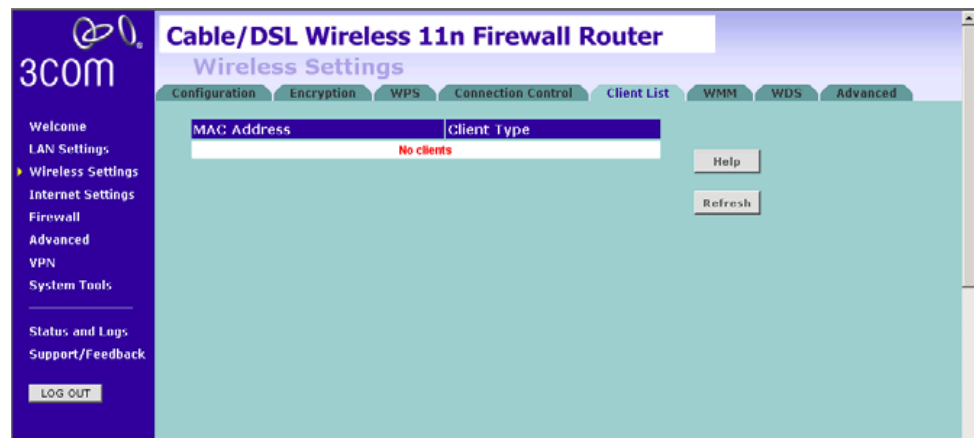 3COM
Cable/DSL Wireless 11n Firewall Router
Wireless Settings
Configuration Encryption WPS Connection Control Client List WMM WDS Advanced
Welcome
LAN Settings
Wireless Settings
Internet Settings
Firewall
Advanced
VPN
System Tools
Status and Logs
Support/Feedback
LOG OUT
MAC Address Client Type
No clients
Help
Refresh